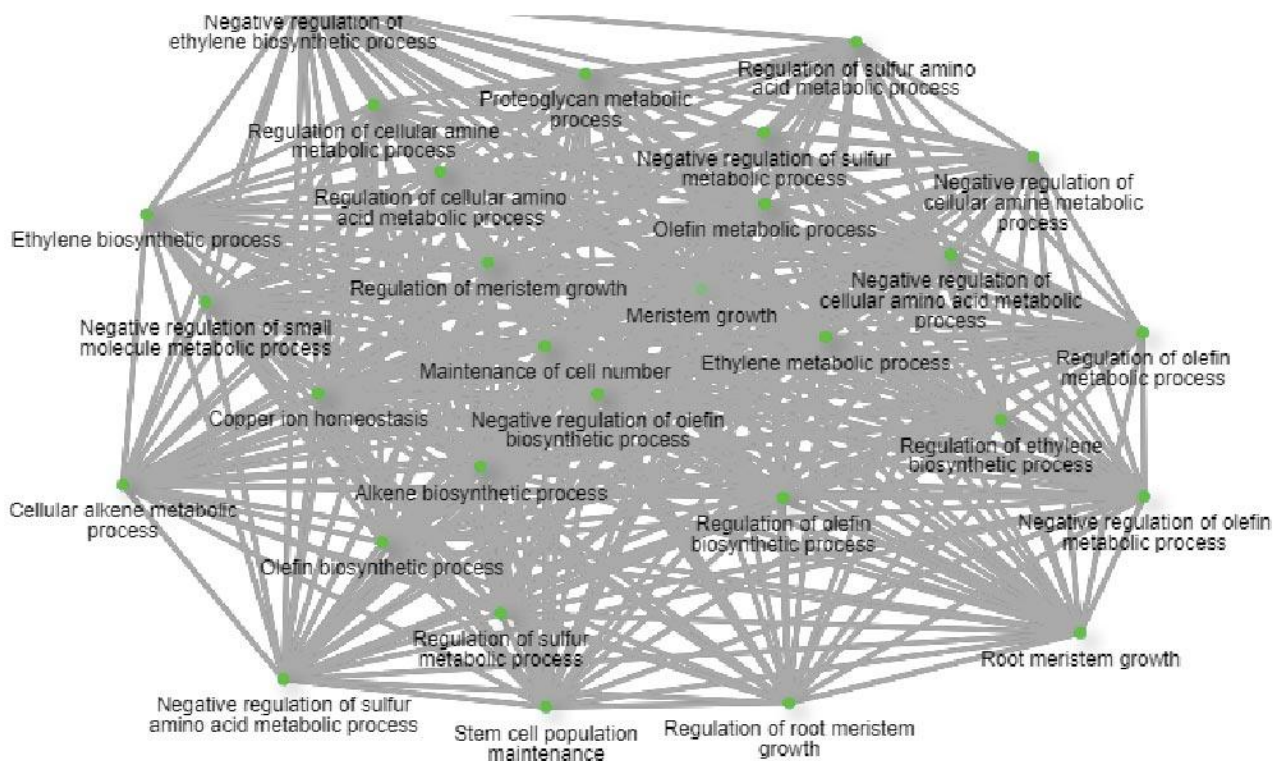 Negative regulation of
ethylene biosynthetic process
Regulation of sulfur amino
acid metabolic process
Proteoglycan metabolic
process
Regulation of cellular amine
metabolic process
Negative regulation of sulfur
metabolic process
Negative regulation of
cellular amine metabolic
process
Regulation of cellular amino
acid metabolic process
Olefin metabolic process
Ethylene biosynthetic process
Regulation of meristem growth
Negative regulation of
cellular amino acid metabolic
process
Meristem growth
Negative regulation of small
molecule metabolic process
Maintenance of cell number
Ethylene metabolic process
Regulation of olefin
metabolic process
Copper ion homeostasis
Negative regulation of olefin
biosynthetic process
Regulation of ethylene
biosynthetic process
Alkene biosynthetic process
Cellular alkene metabolic
process
Regulation of olefin
biosynthetic process
Negative regulation of olefin
metabolic process
Olefin biosynthetic process
Regulation of sulfur
metabolic process
Root meristem growth
Negative regulation of sulfur
amino acid metabolic process
Stem cell population
maintenance
Regulation of root meristem
growth